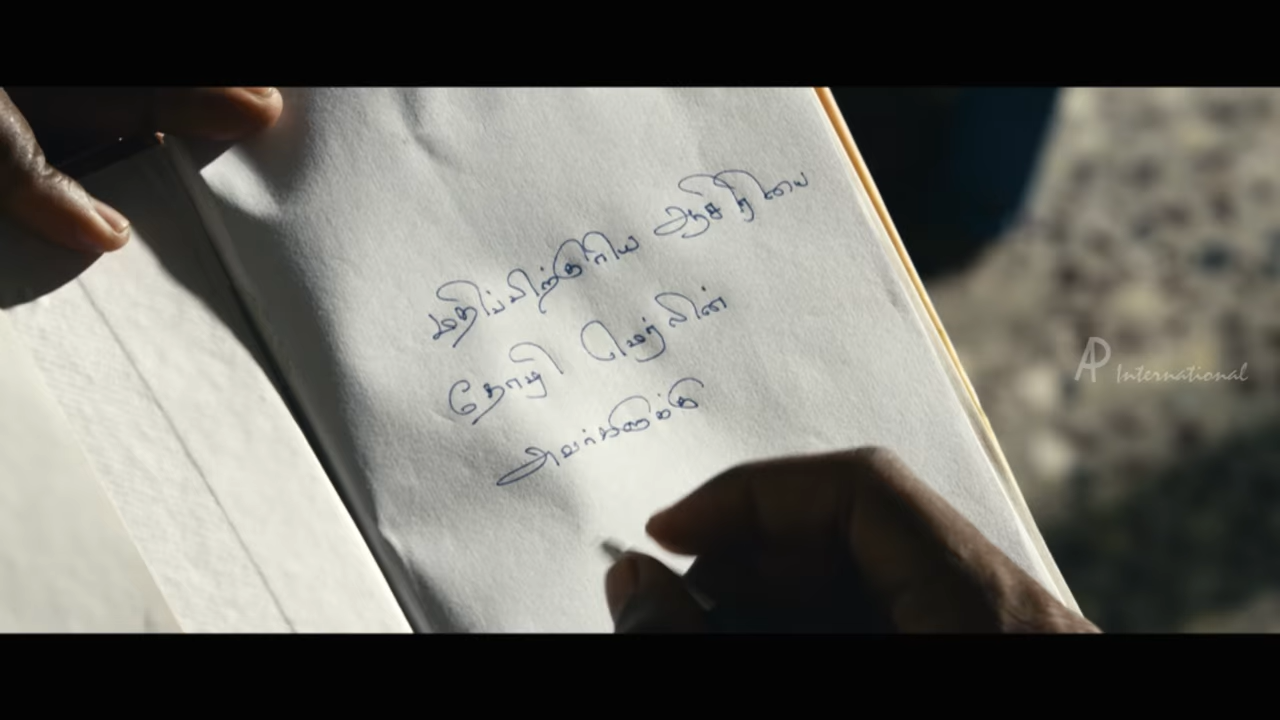 மதிப்பிற்குரிய ஆசிரியை
தோழி மெர்லின்
அவர்களுக்கு
AP International